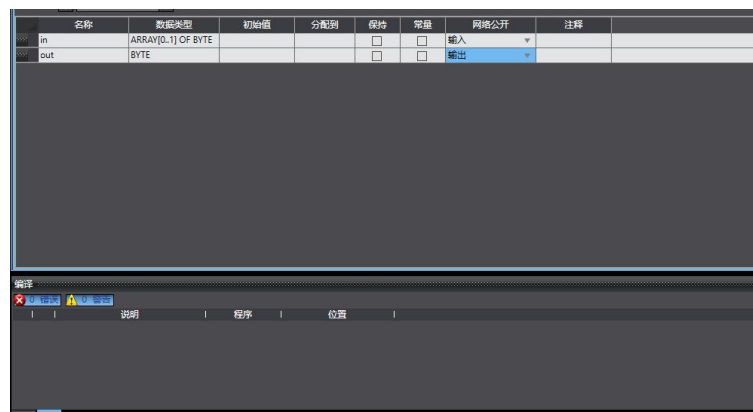 名称 数据类型 初始值 分配到 保持 常量 网络公开 注释
in ARRAY[0..1] OF BYTE 输入
out BYTE 输出
编译
0 错误 0 警告
说明 程序 位置